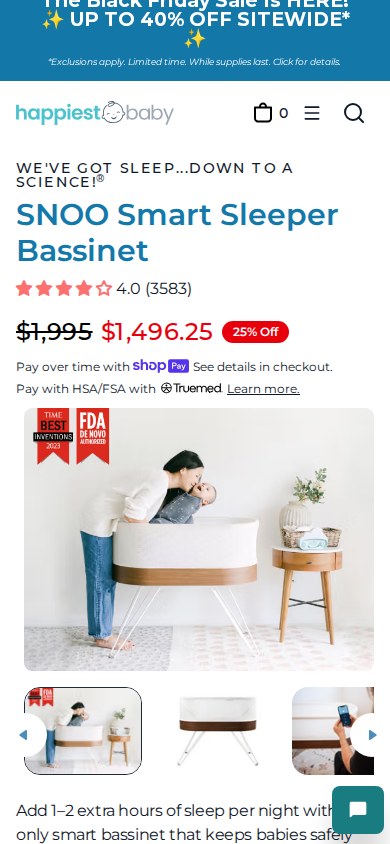 The Black Friday Sale Is HERE!
✨ UP TO 40% OFF SITEWIDE*
✨
*Exclusions apply. Limited time. While supplies last. Click for details.
happiest baby
0
WE'VE GOT SLEEP...DOWN TO A
SCIENCE!®
SNOO Smart Sleeper
Bassinet
4.0 (3583)
$1,995 $1,496.25 25% Off
Pay over time with shop Pay See details in checkout.
Pay with HSA/FSA with Truemed. Learn more.
TIME
BEST
INVENTIONS
2023
FDA
DE NOVO
AUTHORIZED
Add 1–2 extra hours of sleep per night with
only smart bassinet that keeps babies safely